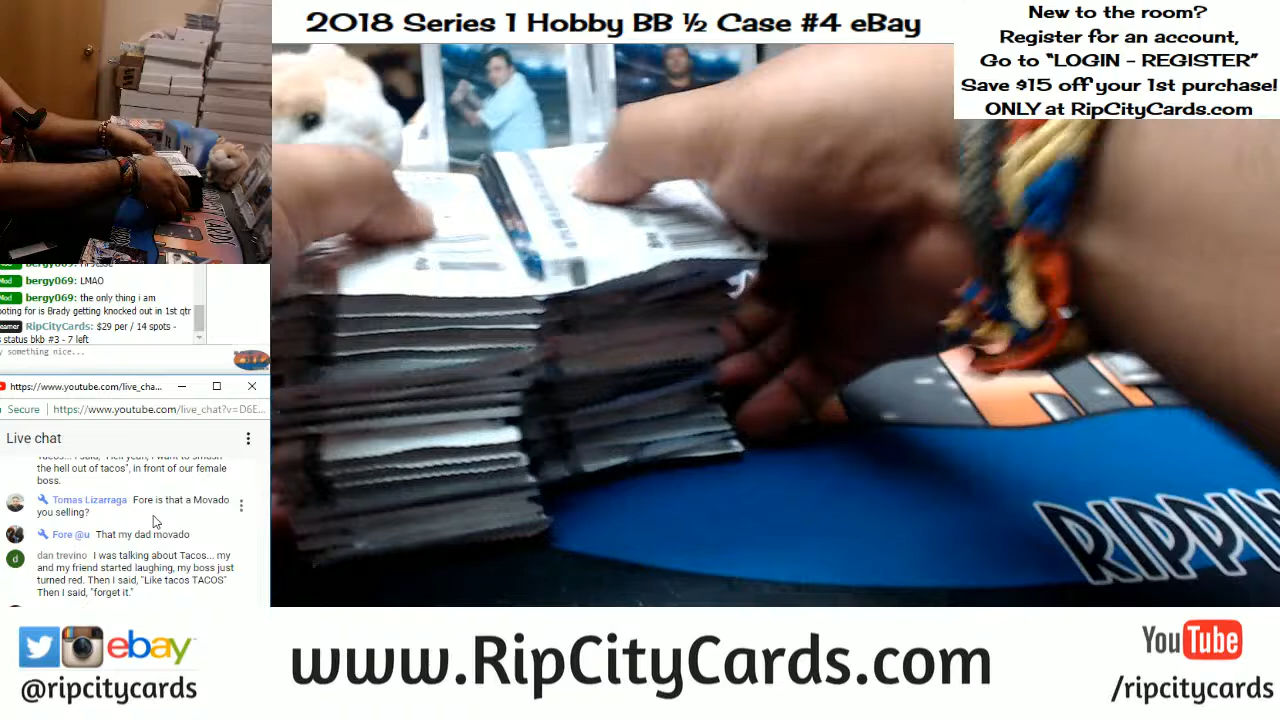 2018 Series 1 Hobby BB ½ Case #4 eBay
New to the room?
Register for an account,
Go to “LOGIN - REGISTER”
Save $15 off your 1st purchase!
ONLY at RipCityCards.com
Mod bergy069: LMAO
Mod bergy069: the only thing i am
oting for is Brady getting knocked out in 1st qtr
eamer RipCityCards: $29 per / 14 spots -
s status bkb #3 - 7 left
y something nice...
https://www.youtube.com/live_cha...
Secure https://www.youtube.com/live_chat?v=D6E...
Live chat
the hell out of tacos", in front of our female
boss.
Tomas Lizarraga Fore is that a Movado
you selling?
Fore @u That my dad movado
d dan trevino I was talking about Tacos... my
and my friend started laughing, my boss just
turned red. Then I said, "Like tacos TACOS"
Then I said, "forget it."
RIPPIN
ebay
@ripcitycards
www.RipCityCards.com
YouTube
/ripcitycards